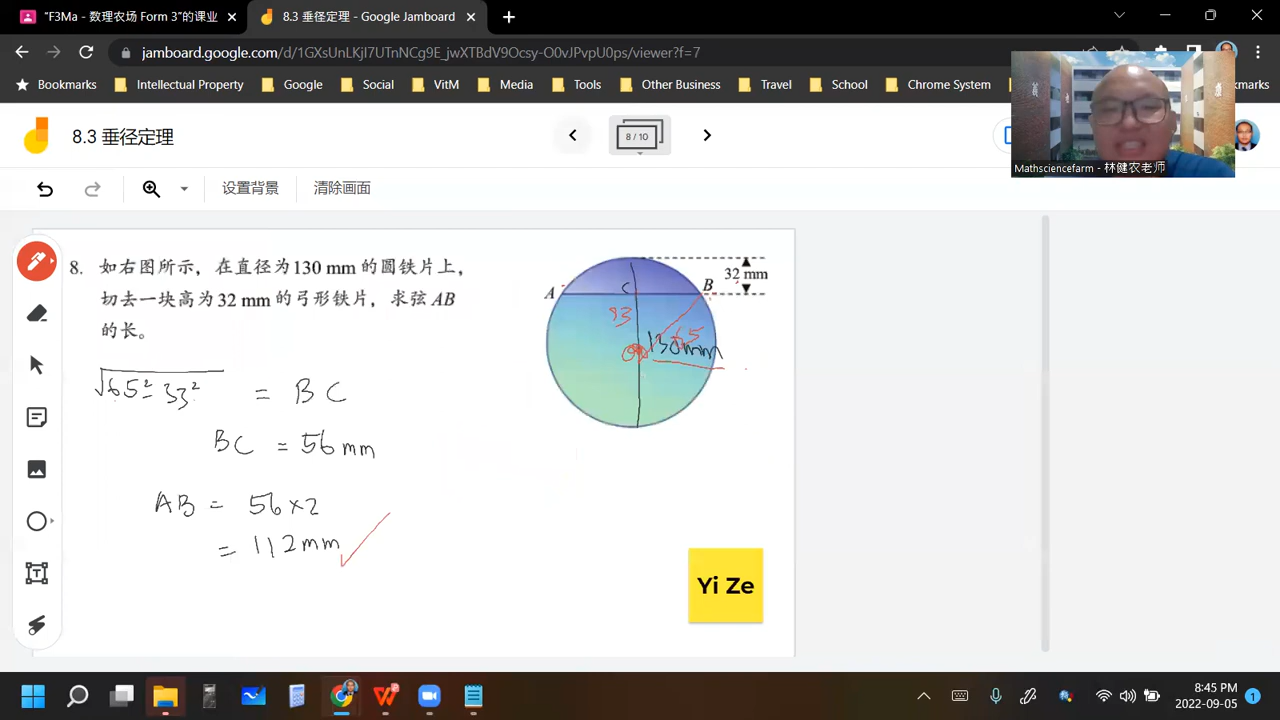 "F3Ma - 数理农场 Form 3"的课业
8.3 垂径定理 - Google Jamboard
jamboard.google.com/d/1GXsUnLKjI7UTnNCg9E_iwXTBdV9Osry-O0vJPvpU0ps/viewer?f=7
Bookmarks Intellectual Property Google Social VitM Media Tools Other Business Travel School Chrome System
8.3 垂径定理
8 / 10
设置背景
清除画面
Mathsciencefarm - 林健农老师
8. 如右图所示，在直径为130 mm 的圆铁片上，
切去一块高为 32 mm 的弓形铁片，求弦 AB
的长。
A C B
32 mm
33
65
130mm
O
√65² - 33² = BC
BC = 56 mm
AB = 56 × 2
= 112 mm
Yi Ze
8:45 PM
2022-09-05
1